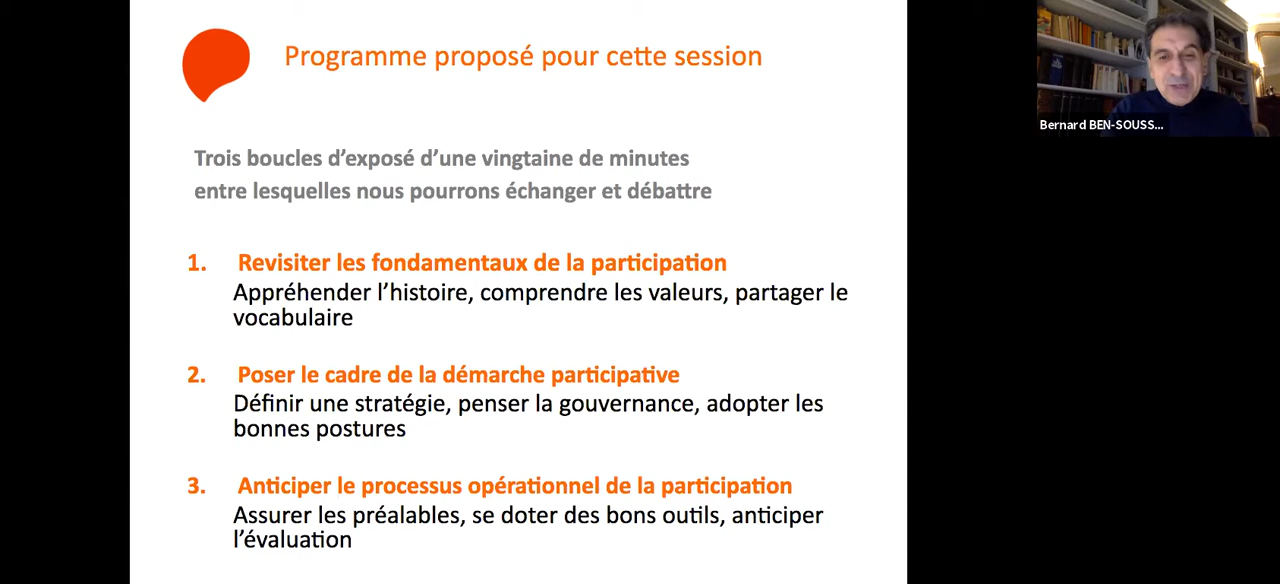 Programme proposé pour cette session
Bernard BEN-SOUSS...
Trois boucles d'exposé d'une vingtaine de minutes
entre lesquelles nous pourrons échanger et débattre
1. Revisiter les fondamentaux de la participation
Appréhender l'histoire, comprendre les valeurs, partager le
vocabulaire
2. Poser le cadre de la démarche participative
Définir une stratégie, penser la gouvernance, adopter les
bonnes postures
3. Anticiper le processus opérationnel de la participation
Assurer les préalables, se doter des bons outils, anticiper
l'évaluation